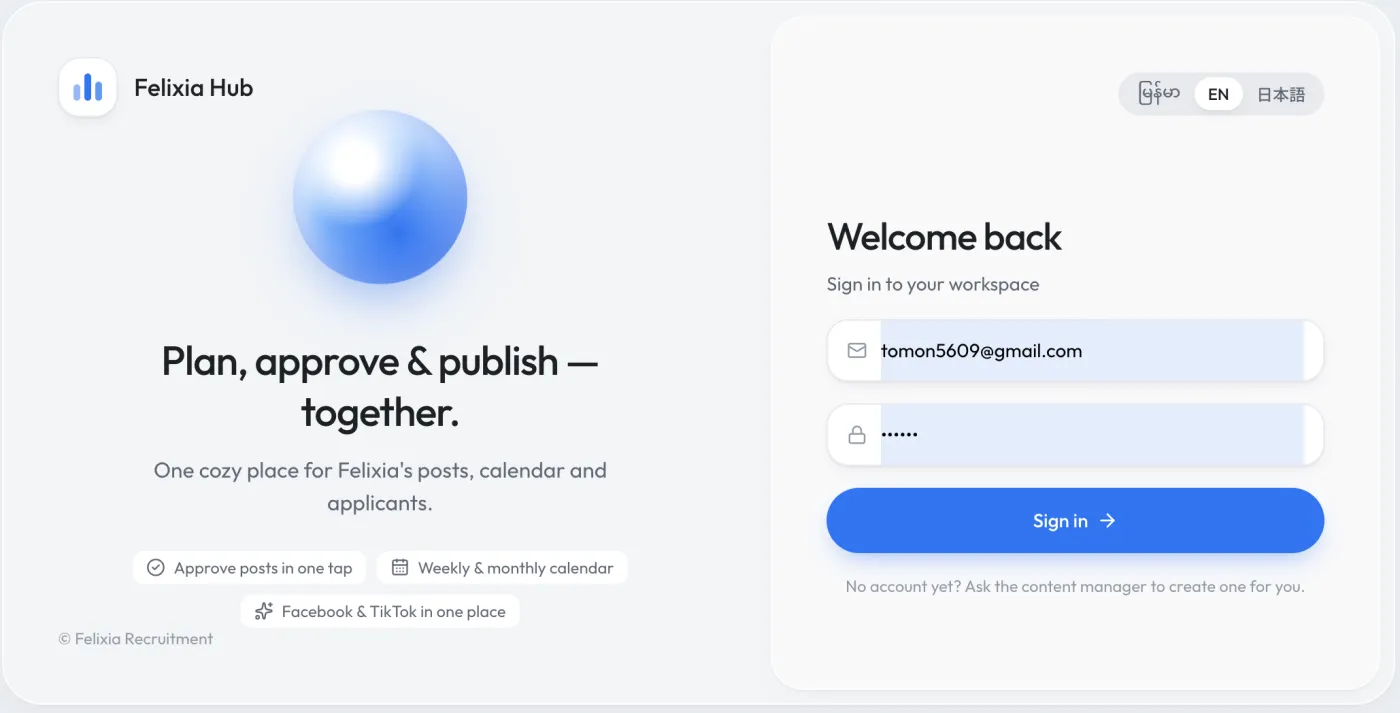 Felixia Hub
Plan, approve & publish —
together.
One cozy place for Felixia's posts, calendar and
applicants.
Approve posts in one tap
Weekly & monthly calendar
Facebook & TikTok in one place
© Felixia Recruitment
မြန်မာ
EN
日本語
Welcome back
Sign in to your workspace
tomon5609@gmail.com
••••••
Sign in →
No account yet? Ask the content manager to create one for you.